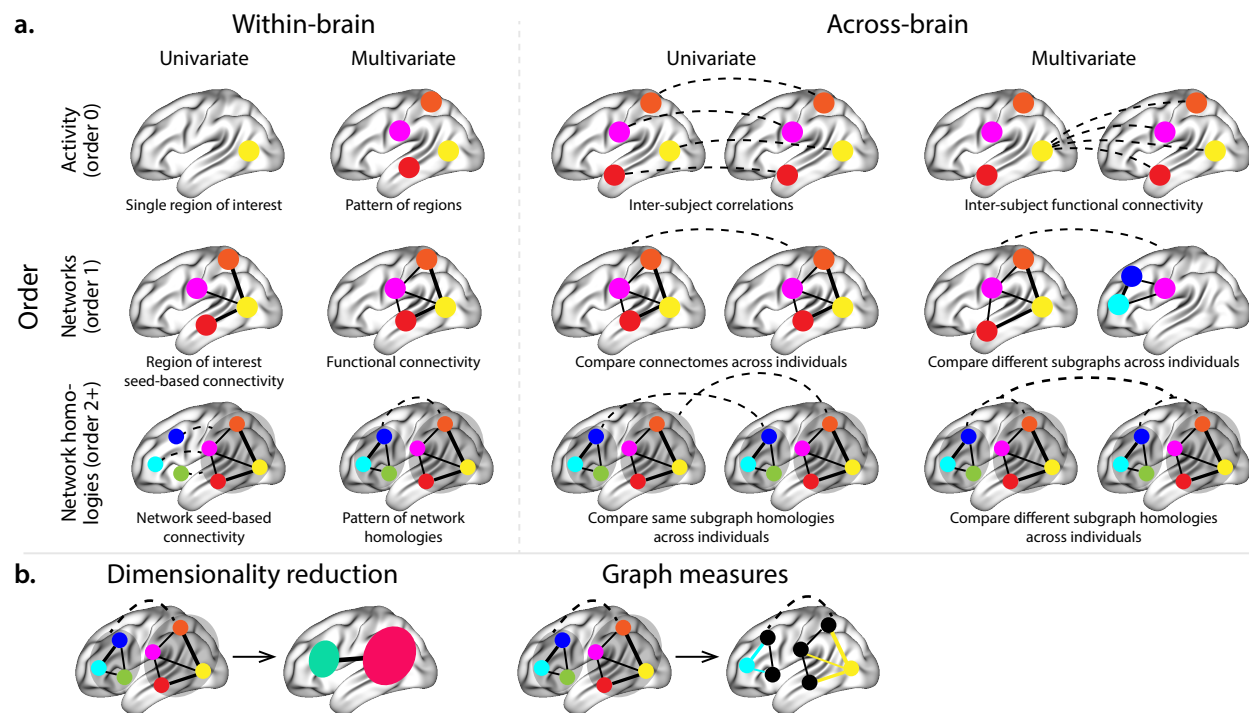 a.
Within-brain
Across-brain
Univariate
Multivariate
Univariate
Multivariate
Order
Activity
(order 0)
Single region of interest
Pattern of regions
Inter-subject correlations
Inter-subject functional connectivity
Networks
(order 1)
Region of interest
seed-based connectivity
Functional connectivity
Compare connectomes across individuals
Compare different subgraphs across individuals
Network homo-
logies (order 2+)
Network seed-based
connectivity
Pattern of network
homologies
Compare same subgraph homologies
across individuals
Compare different subgraph homologies
across individuals
b.
Dimensionality reduction
Graph measures